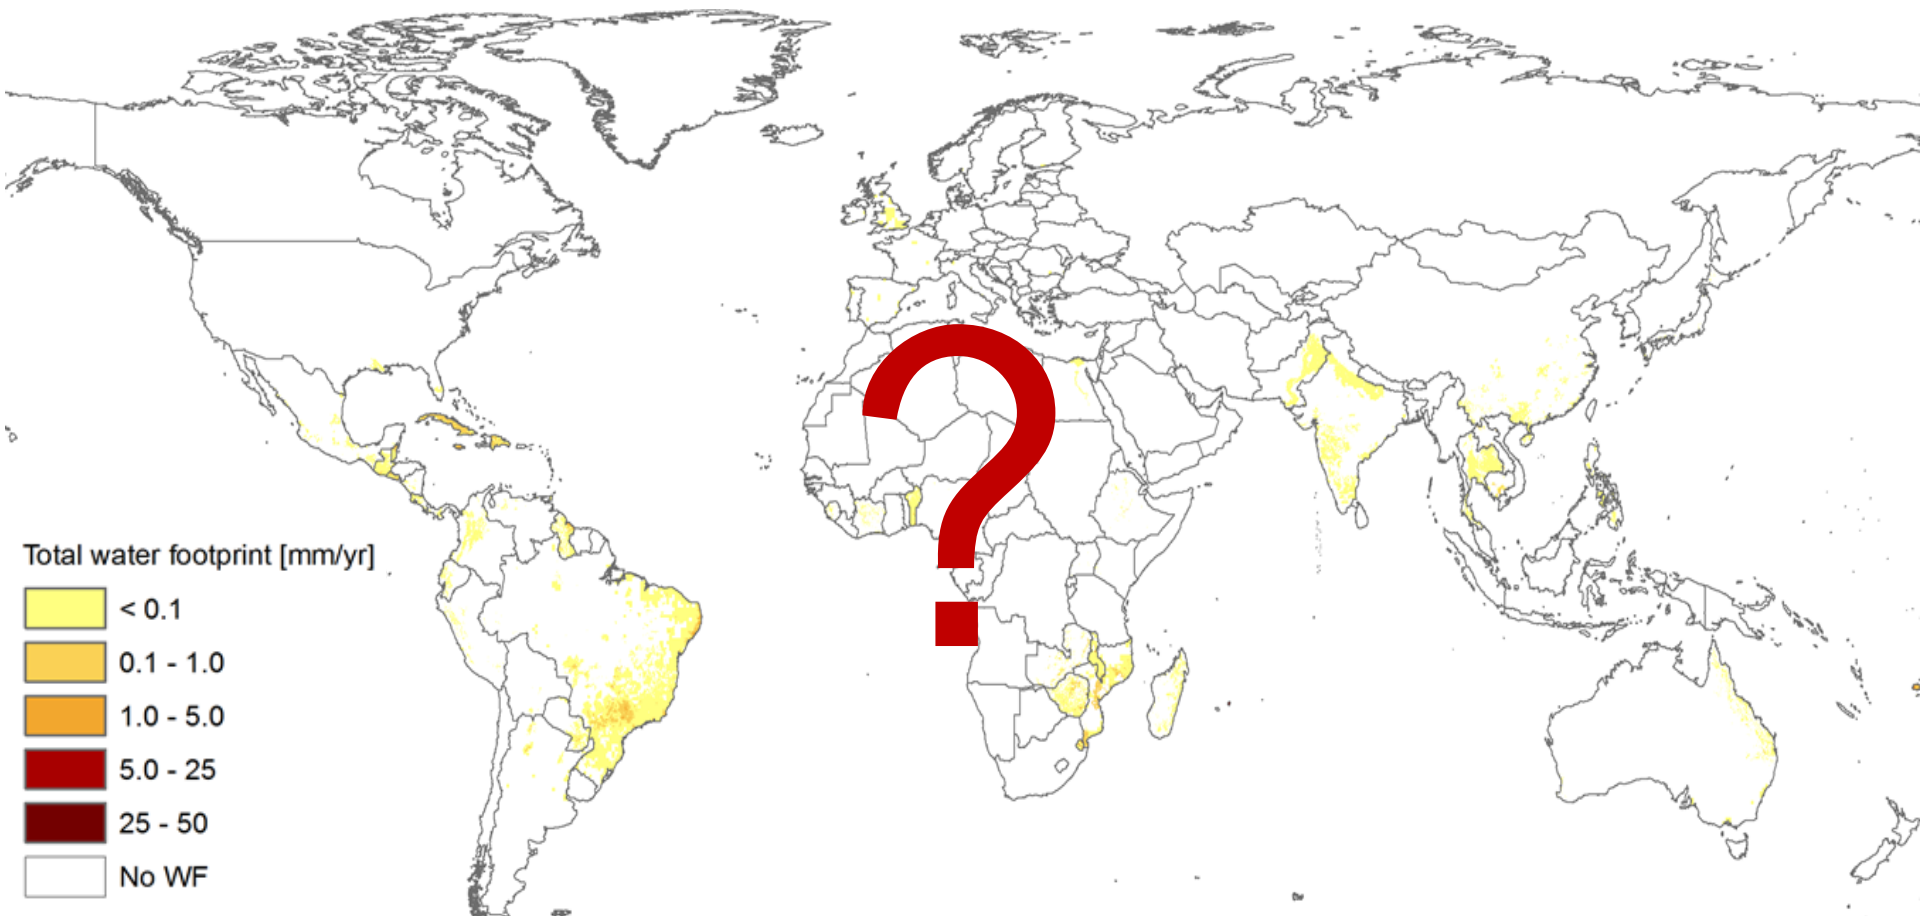 ?
Total water footprint [mm/yr]
< 0.1
0.1 - 1.0
1.0 - 5.0
5.0 - 25
25 - 50
No WF